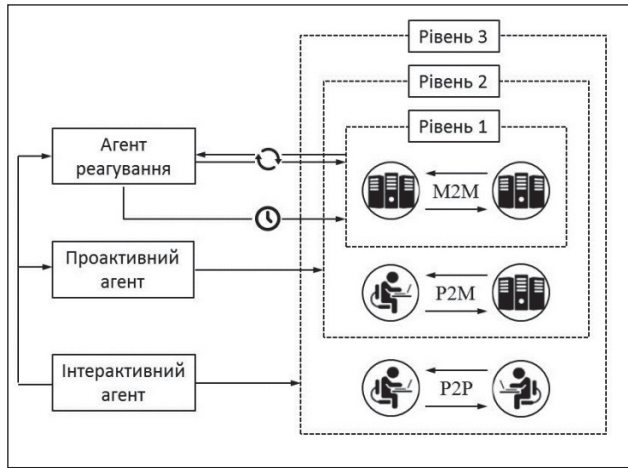 Рівень 3
Рівень 2
Рівень 1
Агент
реагування
M2M
Проактивний
агент
P2M
Інтерактивний
агент
P2P